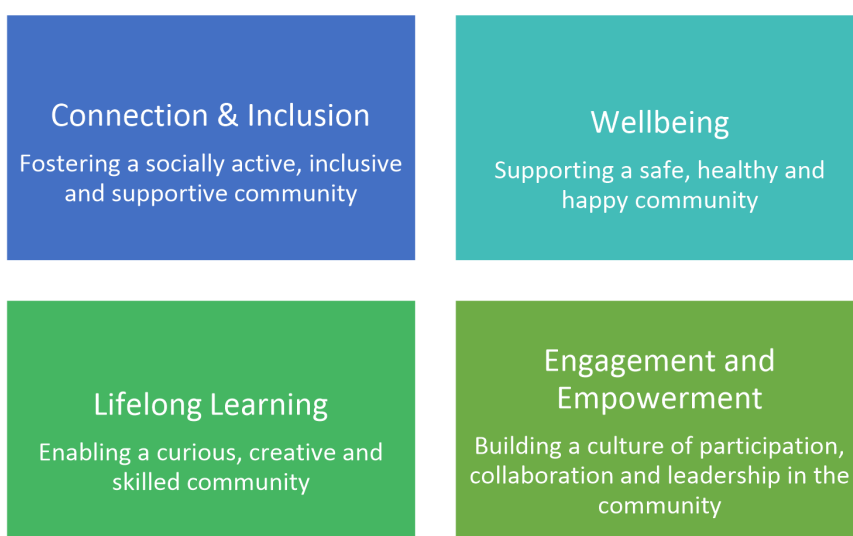 Connection & Inclusion
Fostering a socially active, inclusive
and supportive community
Wellbeing
Supporting a safe, healthy and
happy community
Lifelong Learning
Enabling a curious, creative and
skilled community
Engagement and
Empowerment
Building a culture of participation,
collaboration and leadership in the
community